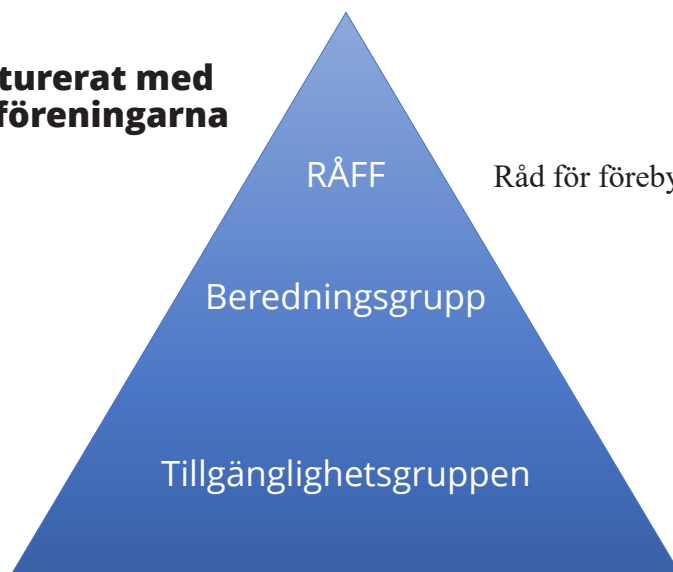 turerat med
föreningarna
RÅFF
Råd för föreby
Beredningsgrupp
Tillgänglighetsgruppen